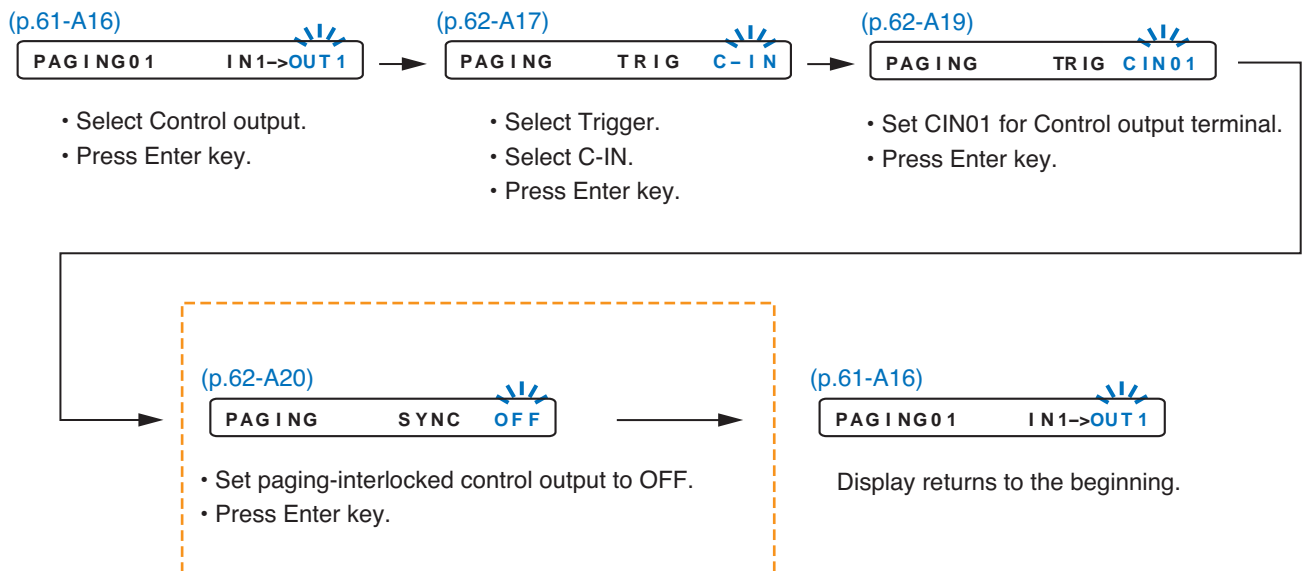 (p.61-A16)
PAGING01 IN1–>OUT1
• Select Control output.
• Press Enter key.
(p.62-A17)
PAGING TRIG C–IN
• Select Trigger.
• Select C-IN.
• Press Enter key.
(p.62-A19)
PAGING TRIG CIN01
• Set CIN01 for Control output terminal.
• Press Enter key.
(p.62-A20)
PAGING SYNC OFF
• Set paging-interlocked control output to OFF.
• Press Enter key.
(p.61-A16)
PAGING01 IN1–>OUT1
Display returns to the beginning.